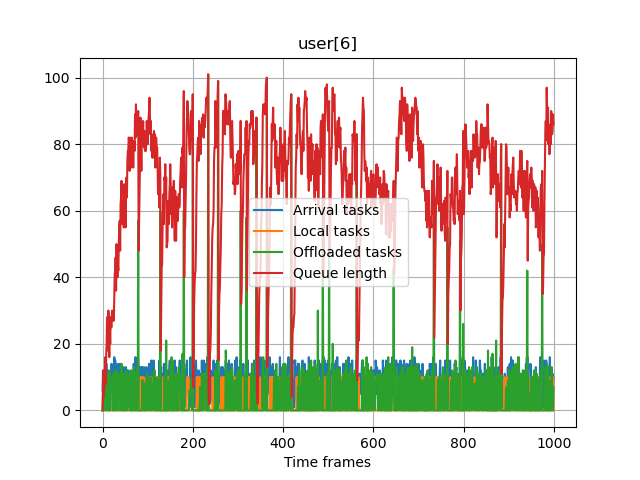 user[6]
100
80
60
40
20
0
Arrival tasks
Local tasks
Offloaded tasks
Queue length
0 200 400 600 800 1000
Time frames